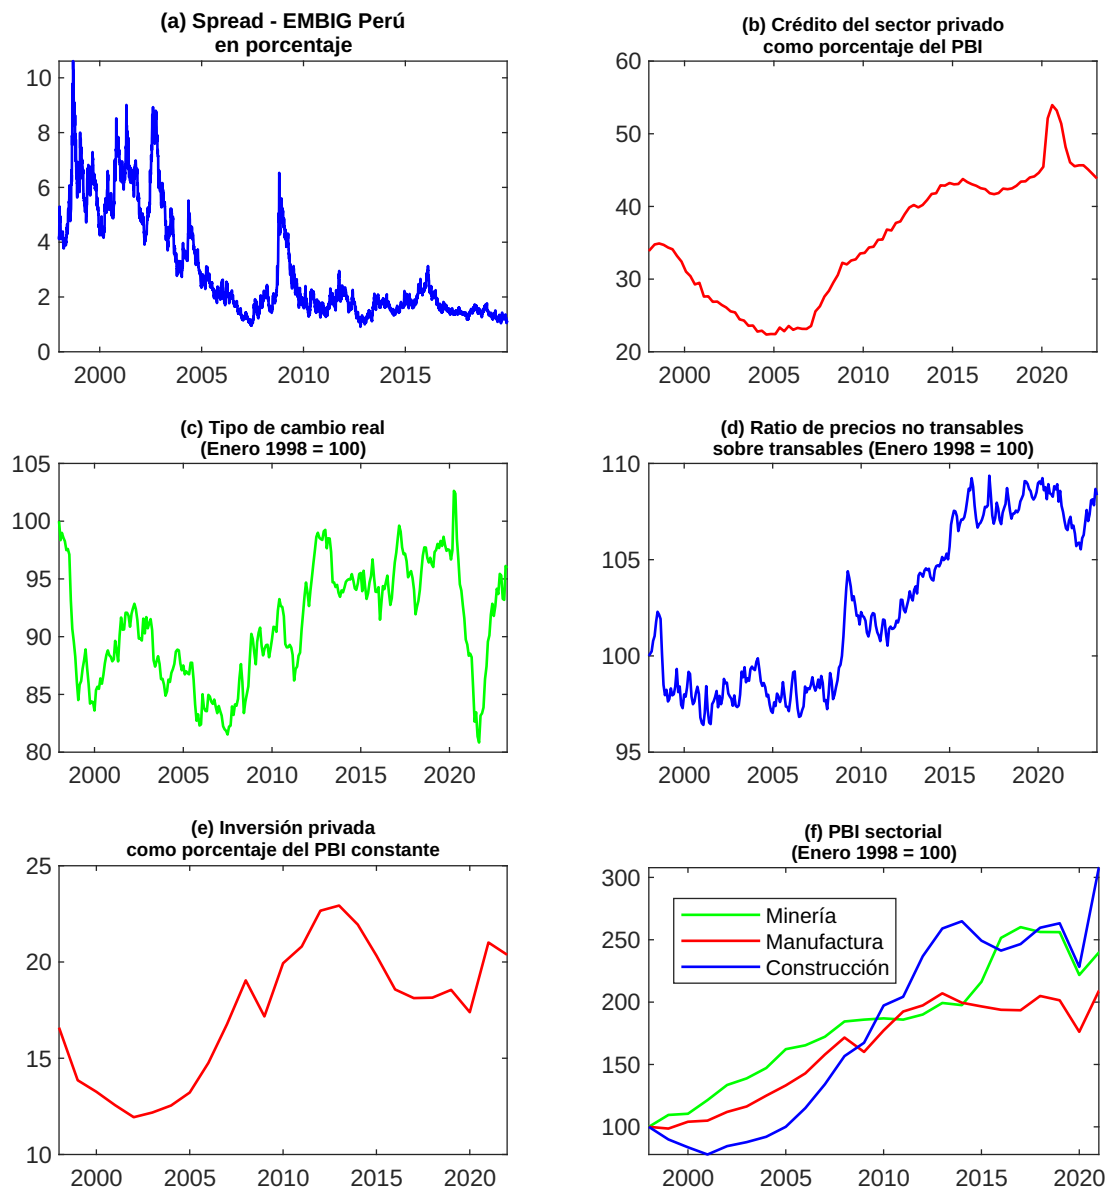 (a) Spread - EMBIG Perú
en porcentaje
10
8
6
4
2
0
2000 2005 2010 2015
(b) Crédito del sector privado
como porcentaje del PBI
60
50
40
30
20
2000 2005 2010 2015 2020
(c) Tipo de cambio real
(Enero 1998 = 100)
105
100
95
90
85
80
2000 2005 2010 2015 2020
(d) Ratio de precios no transables
sobre transables (Enero 1998 = 100)
110
105
100
95
2000 2005 2010 2015 2020
(e) Inversión privada
como porcentaje del PBI constante
25
20
15
10
2000 2005 2010 2015 2020
(f) PBI sectorial
(Enero 1998 = 100)
300
250
200
150
100
Minería
Manufactura
Construcción
2000 2005 2010 2015 2020